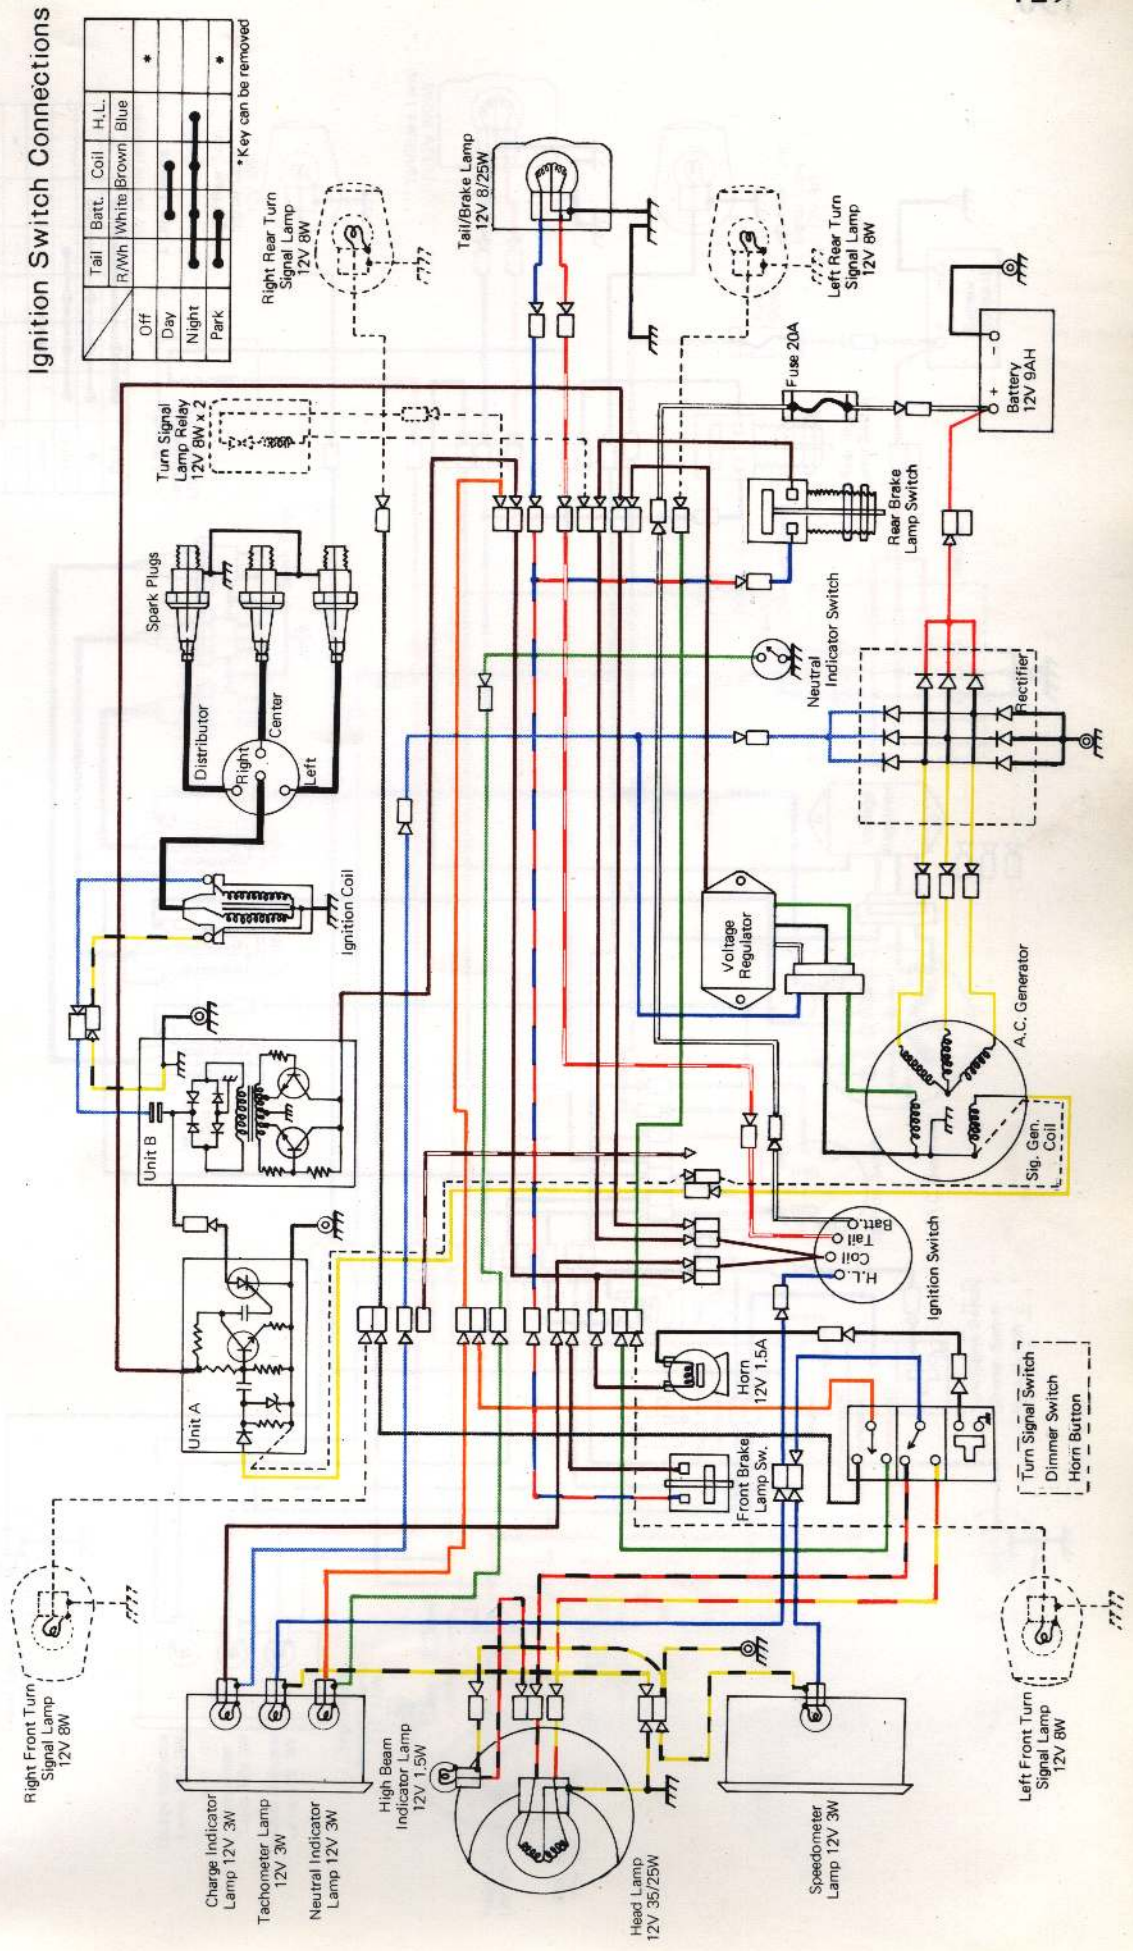 Ignition Switch Connections
Tail Batt. Coil H.L.
R/Wh White Brown Blue
Off *
Day
Night
Park *
*Key can be removed
Right Rear Turn
Signal Lamp
12V 8W
Tail/Brake Lamp
12V 8/25W
Left Rear Turn
Signal Lamp
12V 8W
Turn Signal
Lamp Relay
12V 8W x 2
Fuse 20A
+ −
Battery
12V 9AH
Spark Plugs
Rear Brake
Lamp Switch
Neutral
Indicator Switch
Distributor
Right
Center
Left
Rectifier
Ignition Coil
Voltage
Regulator
A.C. Generator
Unit B
Sig. Gen.
Coil
Unit A
Batt.
Tail
Coil
H.L.
Ignition Switch
Horn
12V 1.5A
Front Brake
Lamp Sw.
Turn Signal Switch
Dimmer Switch
Horn Button
Right Front Turn
Signal Lamp
12V 8W
Charge Indicator
Lamp 12V 3W
Tachometer Lamp
12V 3W
Neutral Indicator
Lamp 12V 3W
High Beam
Indicator Lamp
12V 1.5W
Head Lamp
12V 35/25W
Speedometer
Lamp 12V 3W
Left Front Turn
Signal Lamp
12V 8W